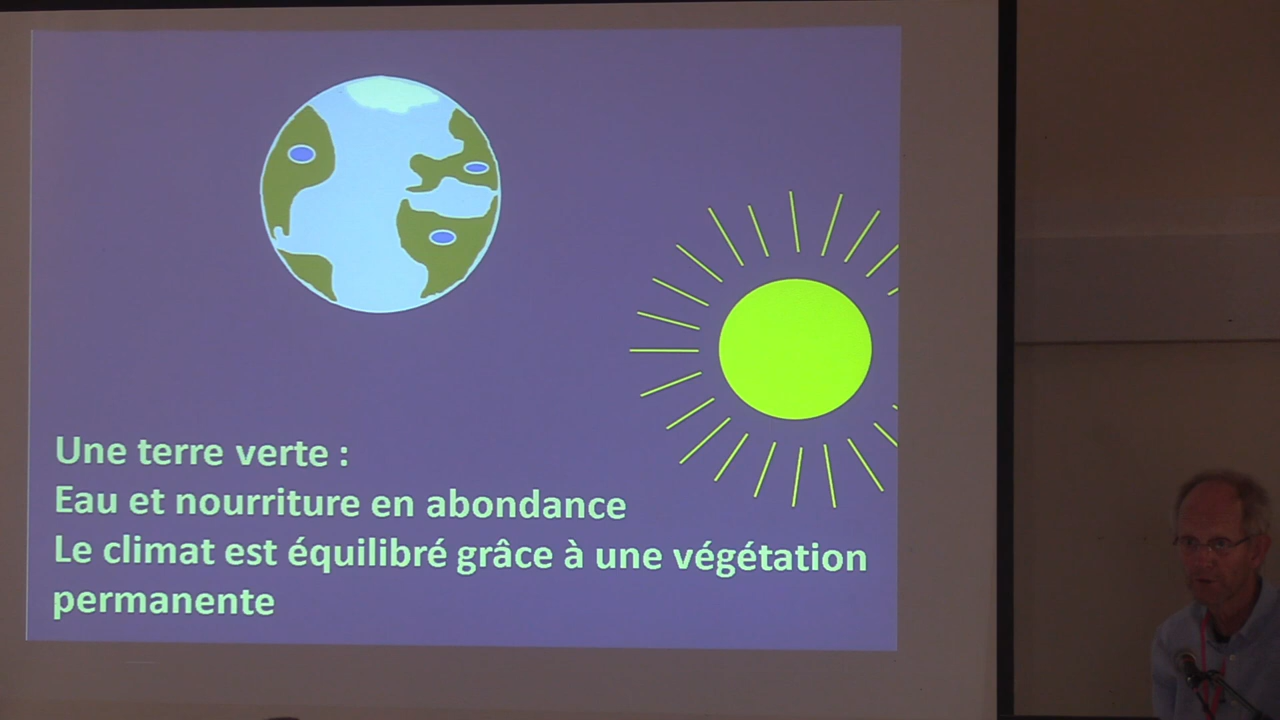 Une terre verte :
Eau et nourriture en abondance
Le climat est équilibré grâce à une végétation
permanente